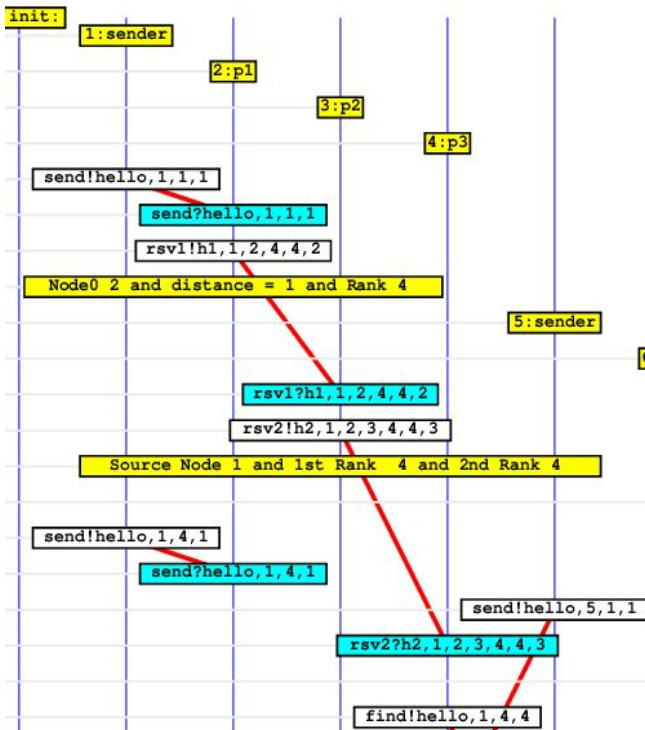 init:
1:sender
2:p1
3:p2
4:p3
send!hello,1,1,1
send?hello,1,1,1
rsv1!h1,1,2,4,4,2
Node0 2 and distance = 1 and Rank 4
5:sender
rsv1?h1,1,2,4,4,2
rsv2!h2,1,2,3,4,4,3
Source Node 1 and 1st Rank 4 and 2nd Rank 4
send!hello,1,4,1
send?hello,1,4,1
send!hello,5,1,1
rsv2?h2,1,2,3,4,4,3
find!hello,1,4,4